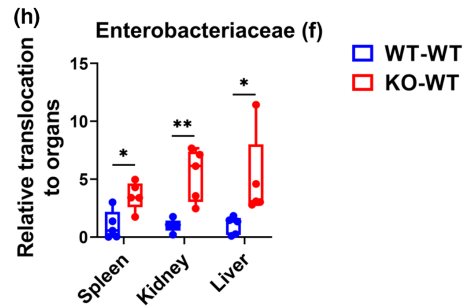 (h)
Enterobacteriaceae (f)
WT-WT
KO-WT
Relative translocation
to organs
15
10
5
0
*
**
*
Spleen
Kidney
Liver